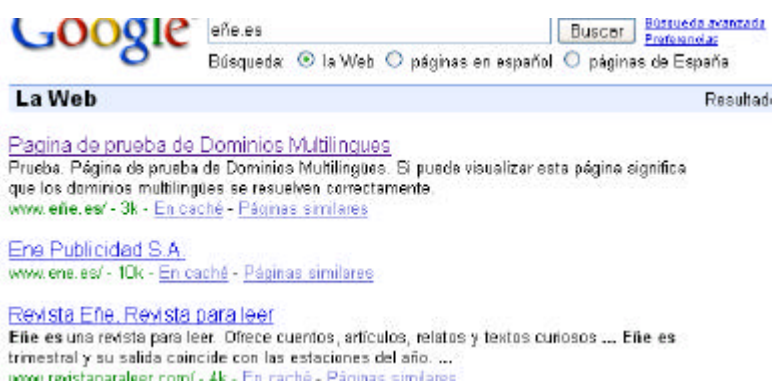 Google eñe.es Buscar Búsqueda avanzada
Preferencias
Búsqueda: la Web páginas en español páginas de España
La Web Resultado
Pagina de prueba de Dominios Multilingues
Prueba. Página de prueba de Dominios Multilingües. Si puede visualizar esta página significa
que los dominios multilingües se resuelven correctamente.
www.eñe.es/ - 3k - En caché - Páginas similares
Ene Publicidad S.A.
www.ene.es/ - 10k - En caché - Páginas similares
Revista Eñe. Revista para leer
Eñe es una revista para leer. Ofrece cuentos, artículos, relatos y textos curiosos ... Eñe es
trimestral y su salida coincide con las estaciones del año. ...
www.revistaparaleer.com/ - 4k - En caché - Páginas similares